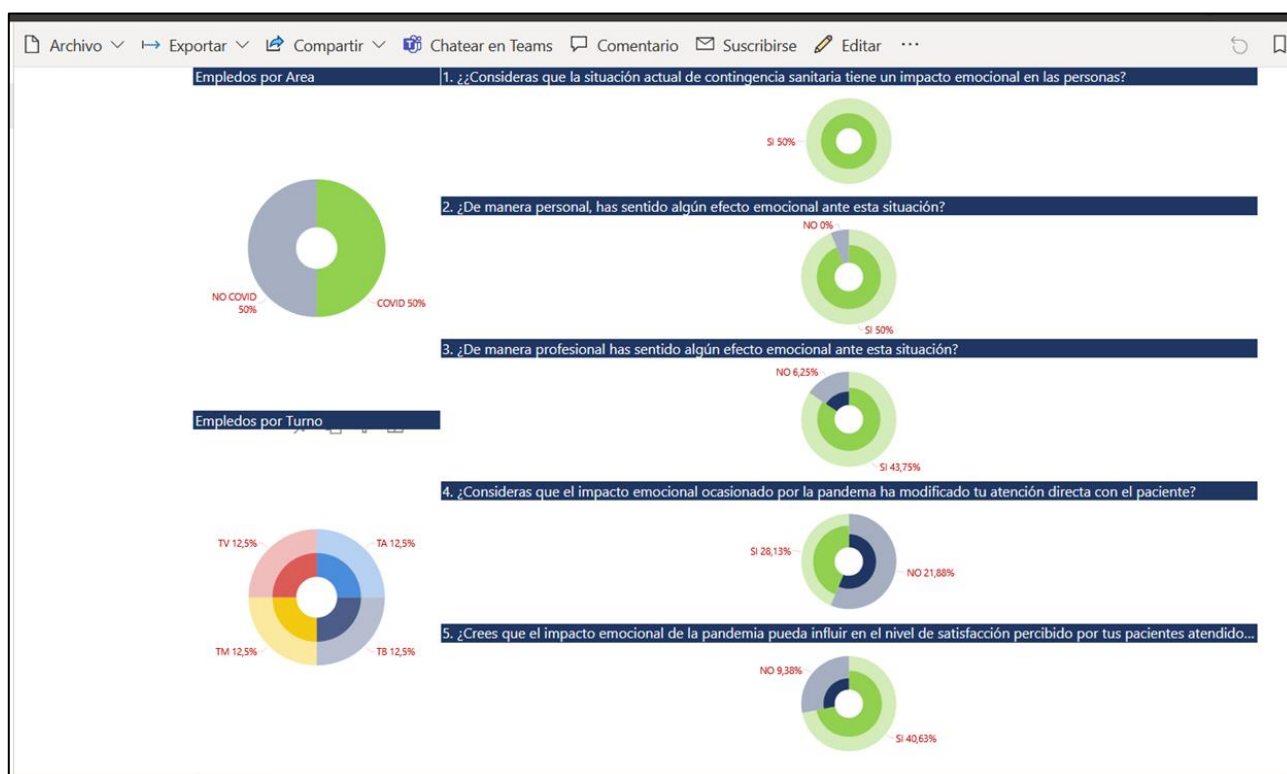 Archivo Exportar Compartir Chatear en Teams Comentario Suscribirse Editar ...
Empledos por Area
NO COVID
50%
COVID 50%
Empledos por Turno
TV 12,5%
TA 12,5%
TM 12,5%
TB 12,5%
1. ¿¿Consideras que la situación actual de contingencia sanitaria tiene un impacto emocional en las personas?
SI 50%
2. ¿De manera personal, has sentido algún efecto emocional ante esta situación?
NO 0%
SI 50%
3. ¿De manera profesional has sentido algún efecto emocional ante esta situación?
NO 6,25%
SI 43,75%
4. ¿Consideras que el impacto emocional ocasionado por la pandema ha modificado tu atención directa con el paciente?
SI 28,13%
NO 21,88%
5. ¿Crees que el impacto emocional de la pandemia pueda influir en el nivel de satisfacción percibido por tus pacientes atendido...
NO 9,38%
SI 40,63%